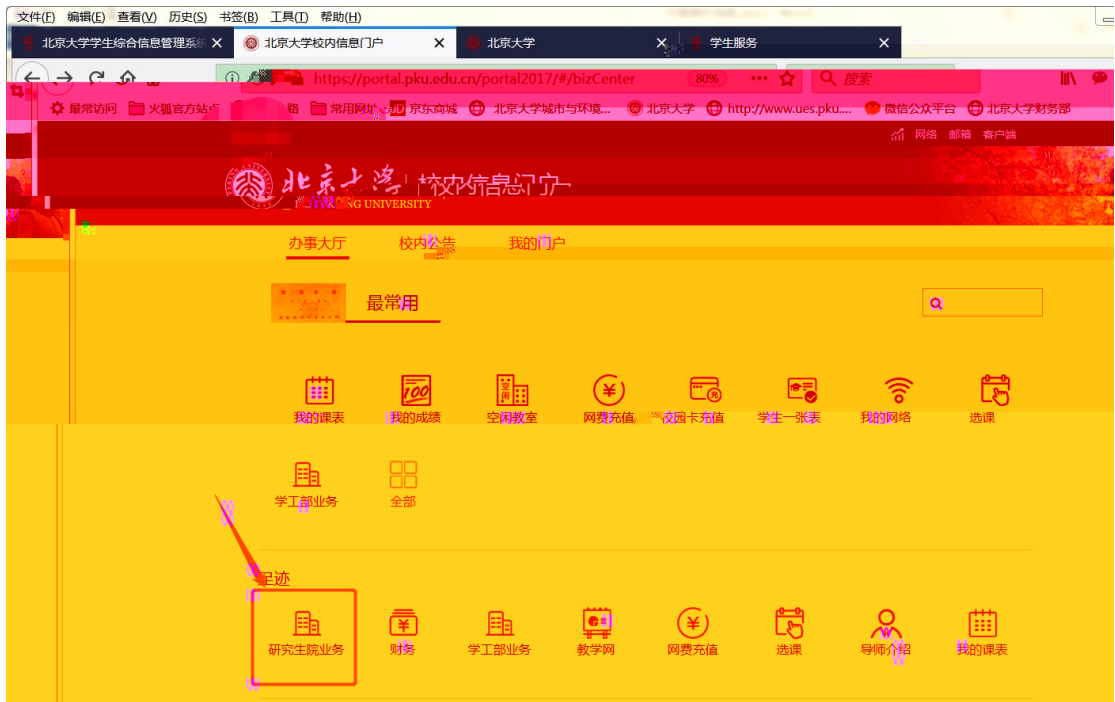 文件(F) 编辑(E) 查看(V) 历史(S) 书签(B) 工具(T) 帮助(H)
北京大学学生综合信息管理系统 北京大学校内信息门户 北京大学 学生服务
https://portal.pku.edu.cn/portal2017/#/bizCenter 80% 搜索
最常访问 火狐官方站点 常用网址 JD 京东商城 北京大学城市与环境... 北京大学 http://www.ues.pku.... 微信公众平台 北京大学财务部
网络 邮箱 客户端
北京大学 校内信息门户
UNIVERSITY
办事大厅 校内公告 我的门户
最常用
我的课表 我的成绩 空闲教室 网费充值 校园卡充值 学生一张表 我的网络 选课
学工部业务 全部
足迹
研究生院业务 财务 学工部业务 教学网 网费充值 选课 导师介绍 我的课表